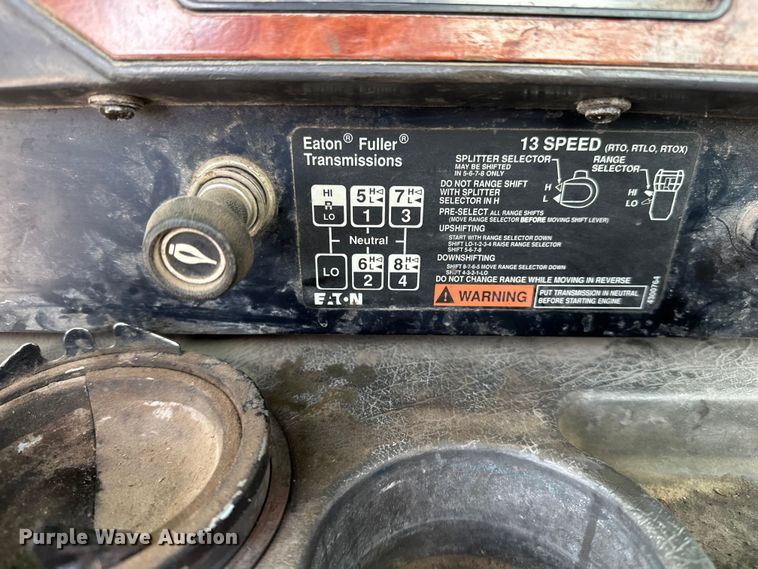 Eaton® Fuller®
Transmissions
13 SPEED (RTO, RTLO, RTOX)
SPLITTER SELECTOR
MAY BE SHIFTED
IN 5-6-7-8 ONLY
RANGE
SELECTOR
H
L
HI
LO
DO NOT RANGE SHIFT
WITH SPLITTER
SELECTOR IN H
PRE-SELECT ALL RANGE SHIFTS
(MOVE RANGE SELECTOR BEFORE MOVING SHIFT LEVER)
UPSHIFTING
START WITH RANGE SELECTOR DOWN
SHIFT LO-1-2-3-4 RAISE RANGE SELECTOR
SHIFT 5-6-7-8
DOWNSHIFTING
SHIFT 8-7-6-5 MOVE RANGE SELECTOR DOWN
SHIFT 4-3-2-1-LO
DO NOT CHANGE RANGE WHILE MOVING IN REVERSE
HI
R
LO
5 H L
1
7 H L
3
Neutral
LO
6 H L
2
8 H L
4
EATON
WARNING
PUT TRANSMISSION IN NEUTRAL
BEFORE STARTING ENGINE
4300764
Purple Wave Auction